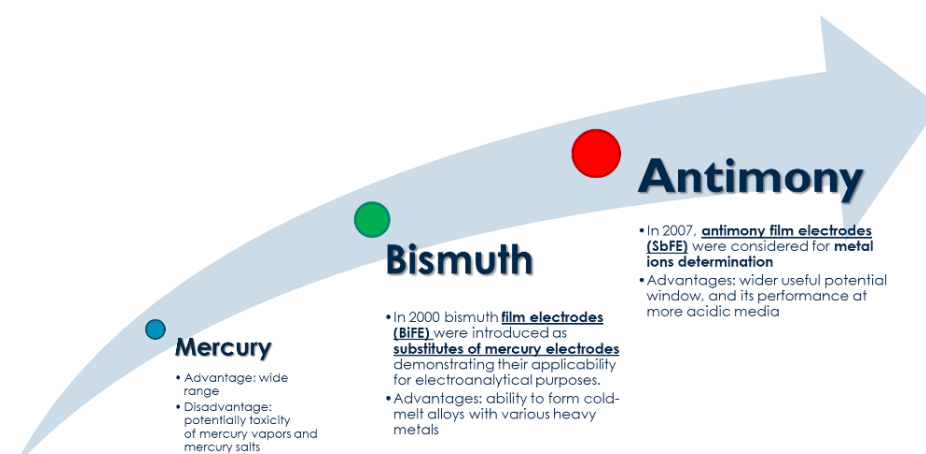 Mercury
• Advantage: wide
range
• Disadvantage:
potentially toxicity
of mercury vapors and
mercury salts
Bismuth
• In 2000 bismuth film electrodes
(BiFE) were introduced as
substitutes of mercury electrodes
demonstrating their applicability
for electroanalytical purposes.
• Advantages: ability to form cold-
melt alloys with various heavy
metals
Antimony
• In 2007, antimony film electrodes
(SbFE) were considered for metal
ions determination
• Advantages: wider useful potential
window, and its performance at
more acidic media